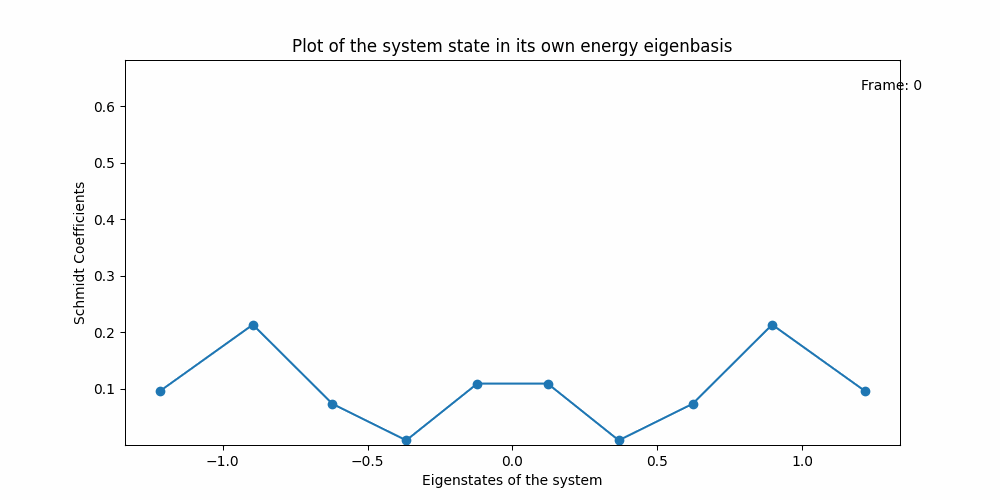 Plot of the system state in its own energy eigenbasis
Frame: 0
0.6
0.5
0.4
0.3
0.2
0.1
Schmidt Coefficients
−1.0
−0.5
0.0
0.5
1.0
Eigenstates of the system